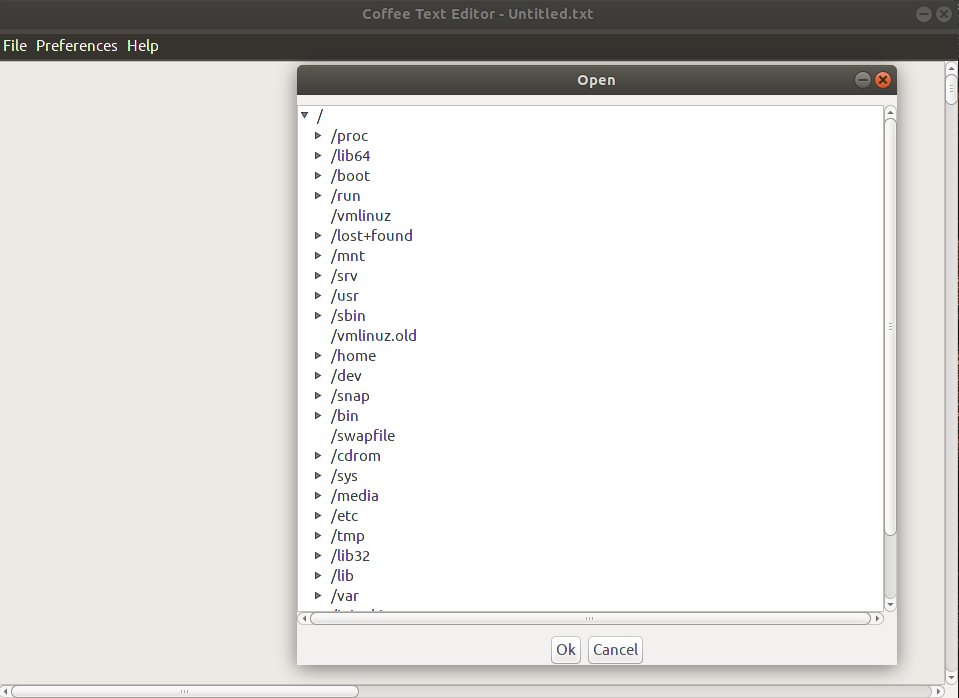 Coffee Text Editor - Untitled.txt
File Preferences Help
Open
/
/proc
/lib64
/boot
/run
/vmlinuz
/lost+found
/mnt
/srv
/usr
/sbin
/vmlinuz.old
/home
/dev
/snap
/bin
/swapfile
/cdrom
/sys
/media
/etc
/tmp
/lib32
/lib
/var
Ok Cancel